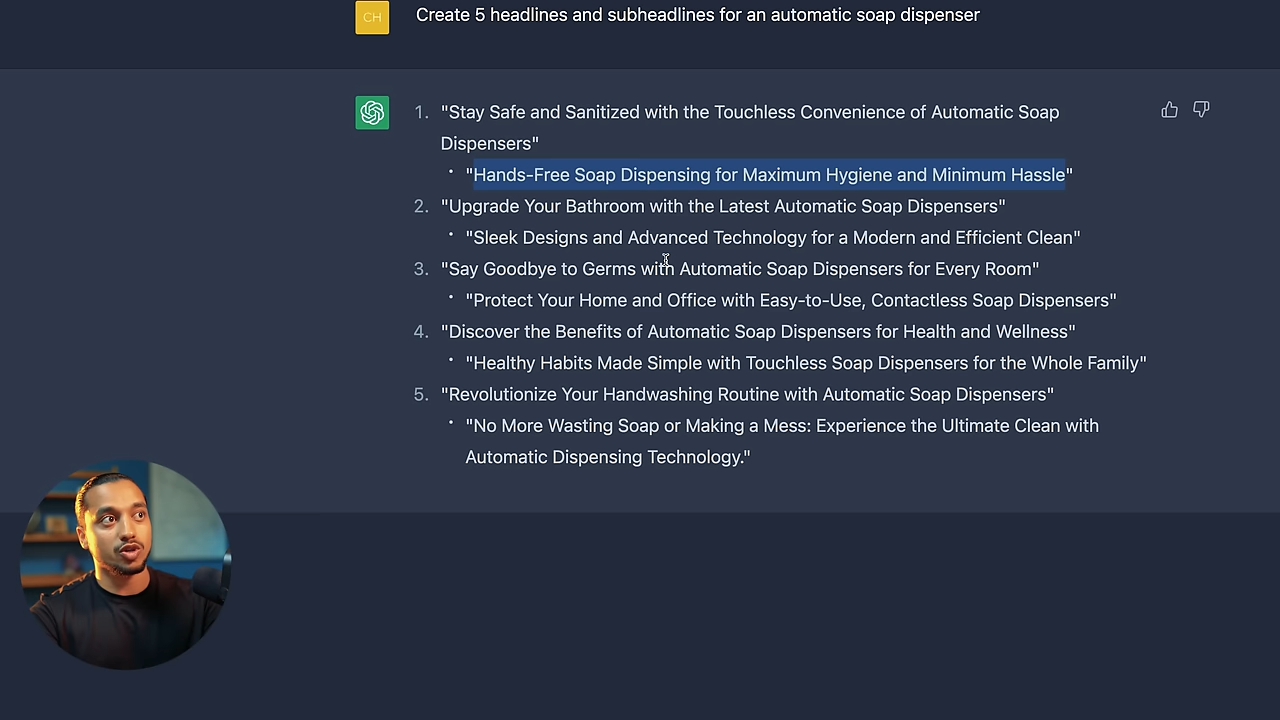 CH
Create 5 headlines and subheadlines for an automatic soap dispenser
1. "Stay Safe and Sanitized with the Touchless Convenience of Automatic Soap
Dispensers"
• "Hands-Free Soap Dispensing for Maximum Hygiene and Minimum Hassle"
2. "Upgrade Your Bathroom with the Latest Automatic Soap Dispensers"
• "Sleek Designs and Advanced Technology for a Modern and Efficient Clean"
3. "Say Goodbye to Germs with Automatic Soap Dispensers for Every Room"
• "Protect Your Home and Office with Easy-to-Use, Contactless Soap Dispensers"
4. "Discover the Benefits of Automatic Soap Dispensers for Health and Wellness"
• "Healthy Habits Made Simple with Touchless Soap Dispensers for the Whole Family"
5. "Revolutionize Your Handwashing Routine with Automatic Soap Dispensers"
• "No More Wasting Soap or Making a Mess: Experience the Ultimate Clean with
Automatic Dispensing Technology."